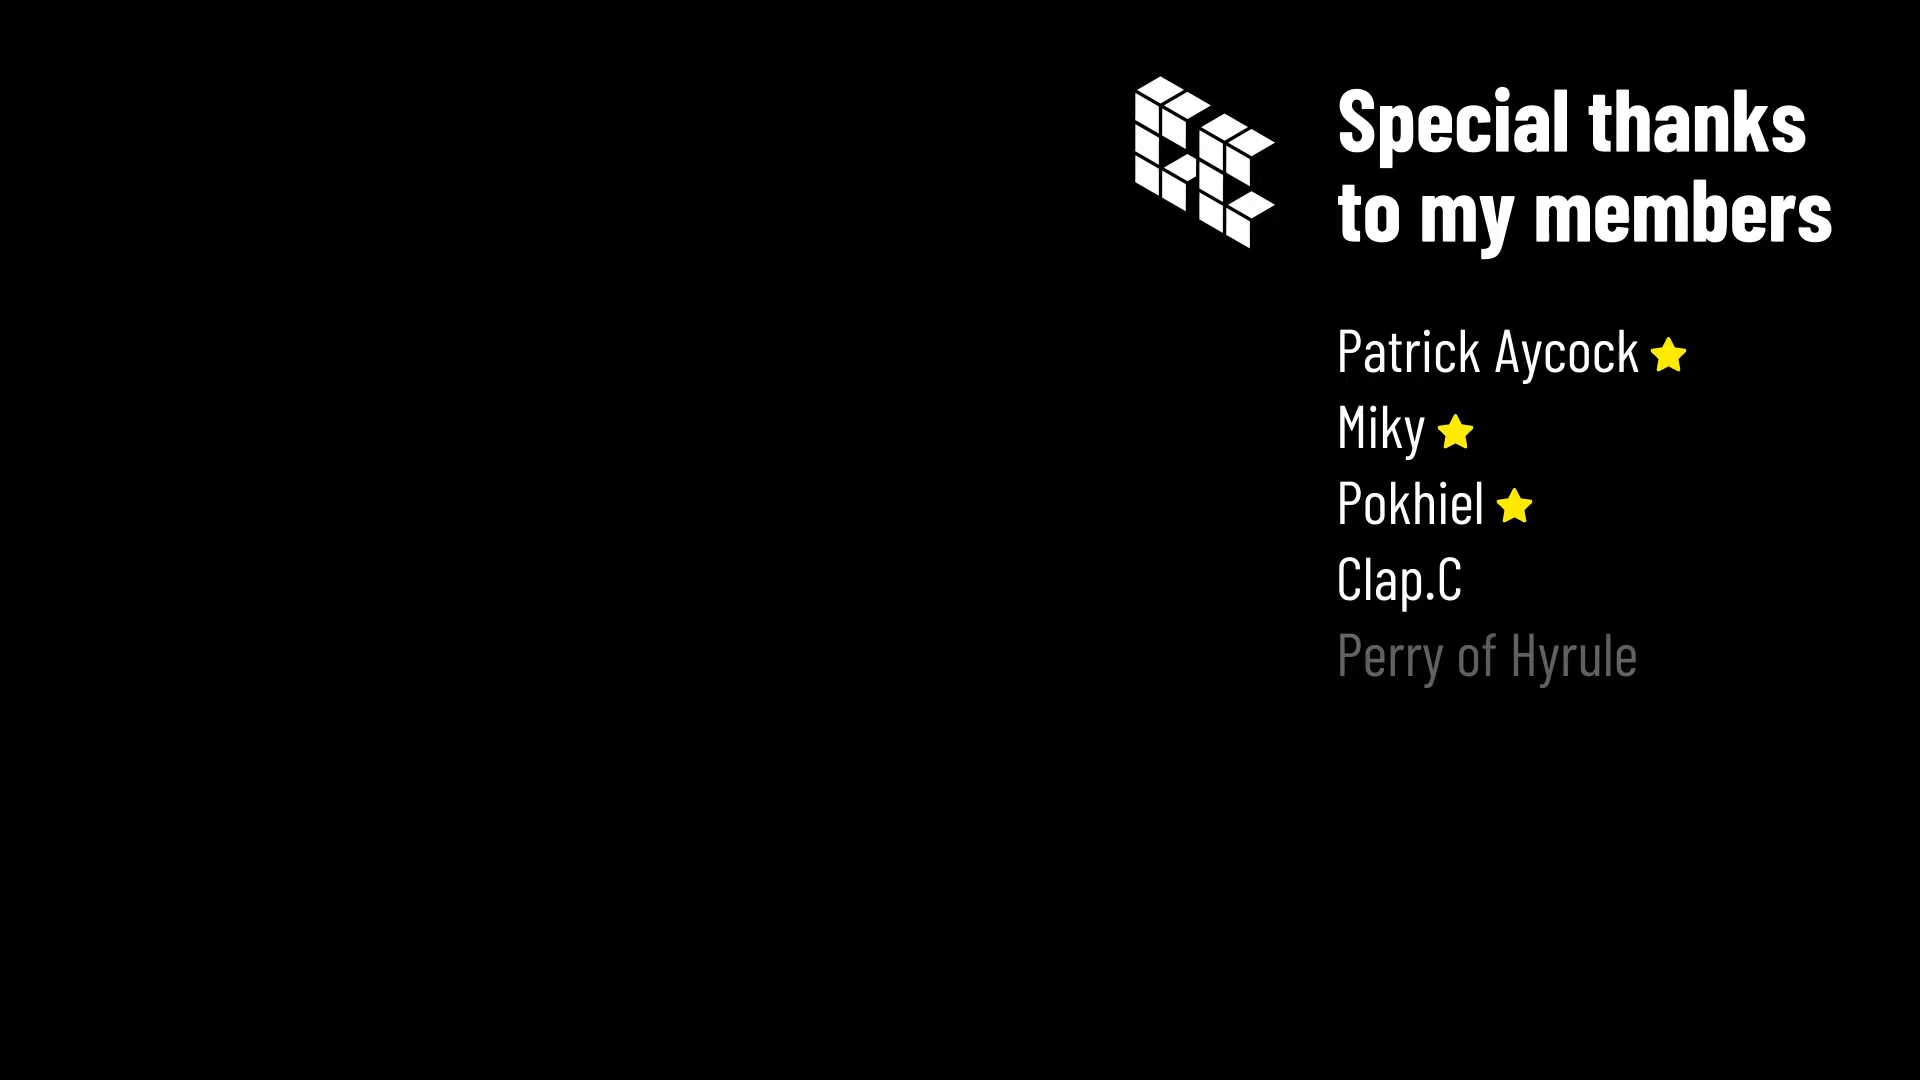 Special thanks
to my members
Patrick Aycock
Miky
Pokhiel
Clap.C
Perry of Hyrule